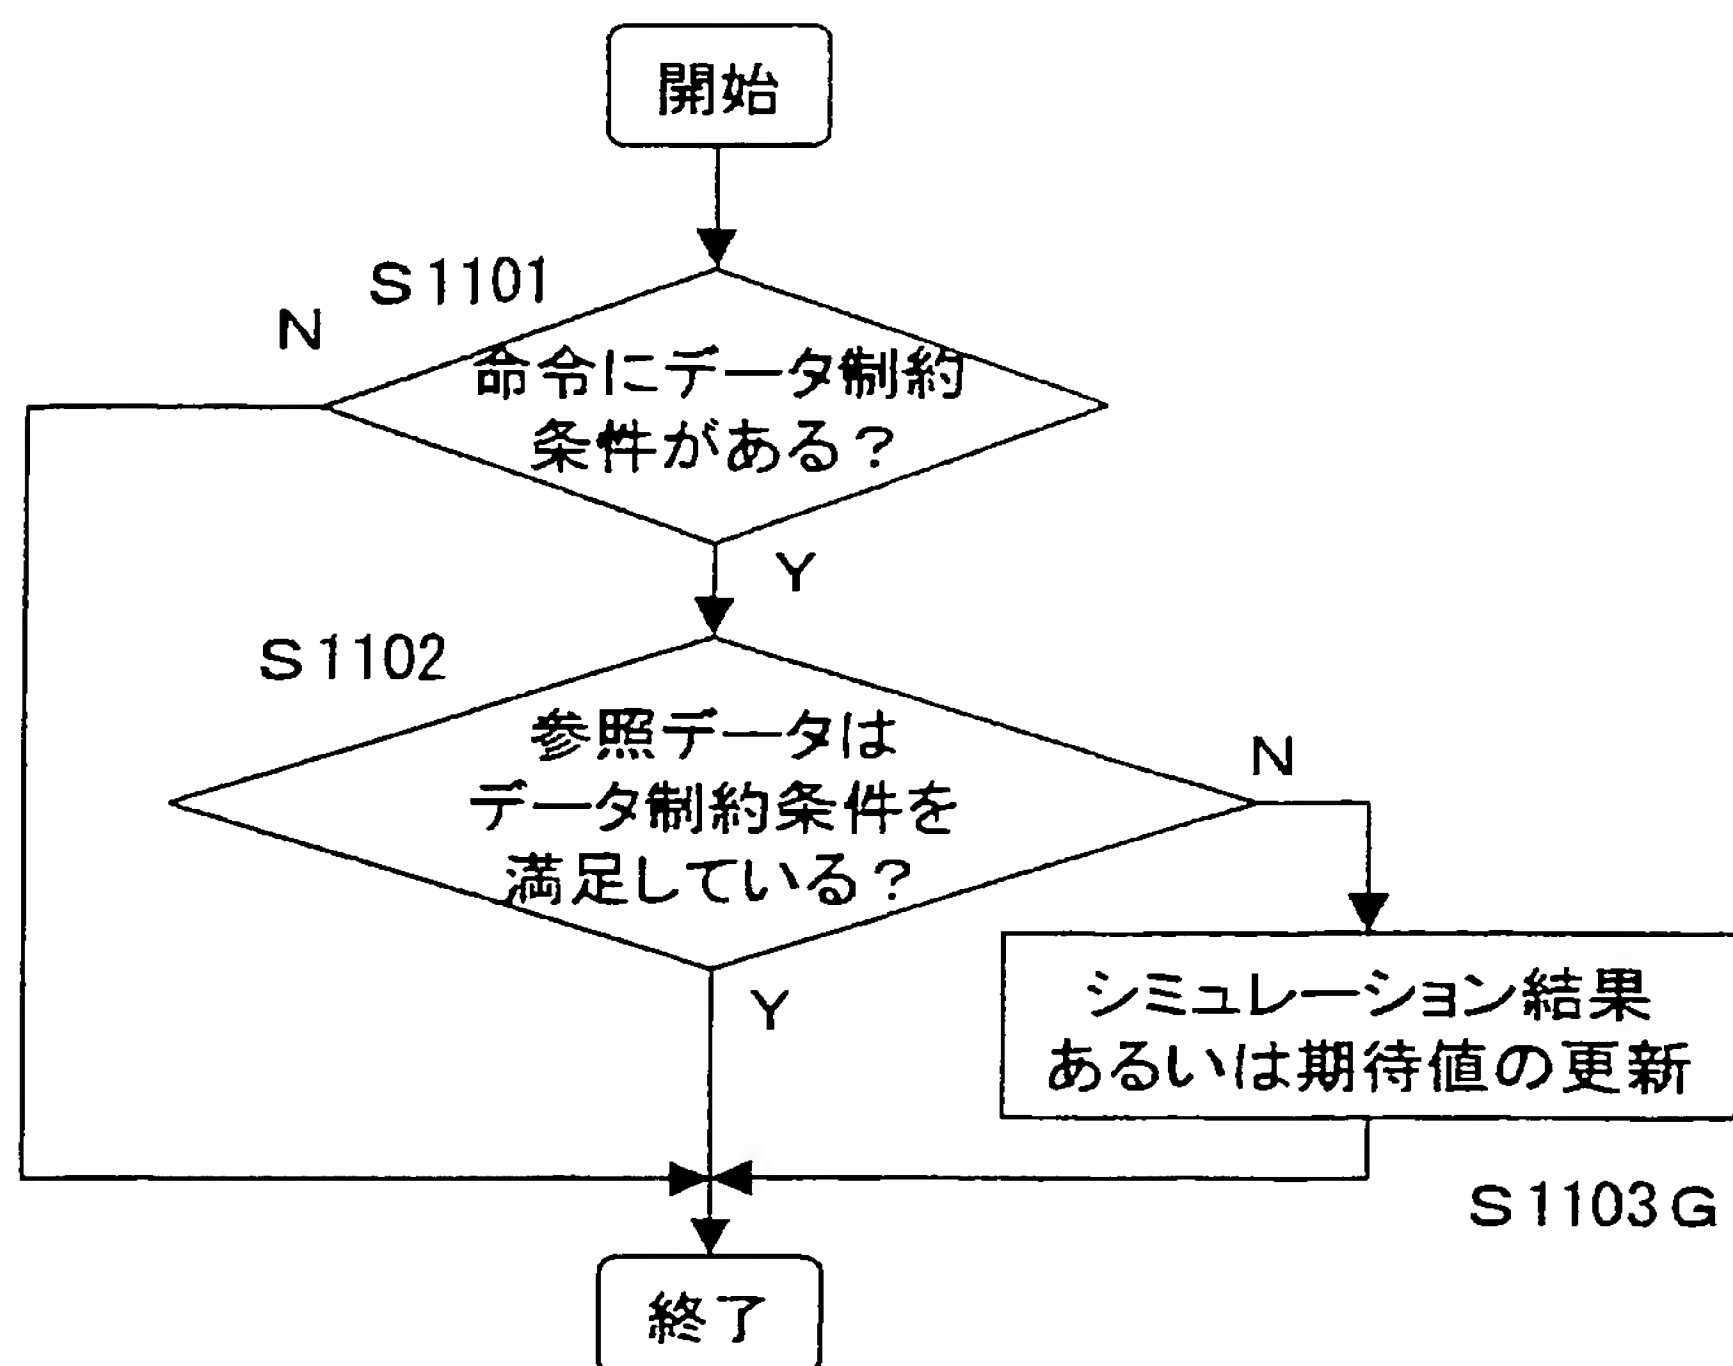 開始
S1101
N
命令にデータ制約
条件がある?
Y
S1102
参照データは
データ制約条件を
満足している?
N
Y
シミュレーション結果
あるいは期待値の更新
S1103G
終了